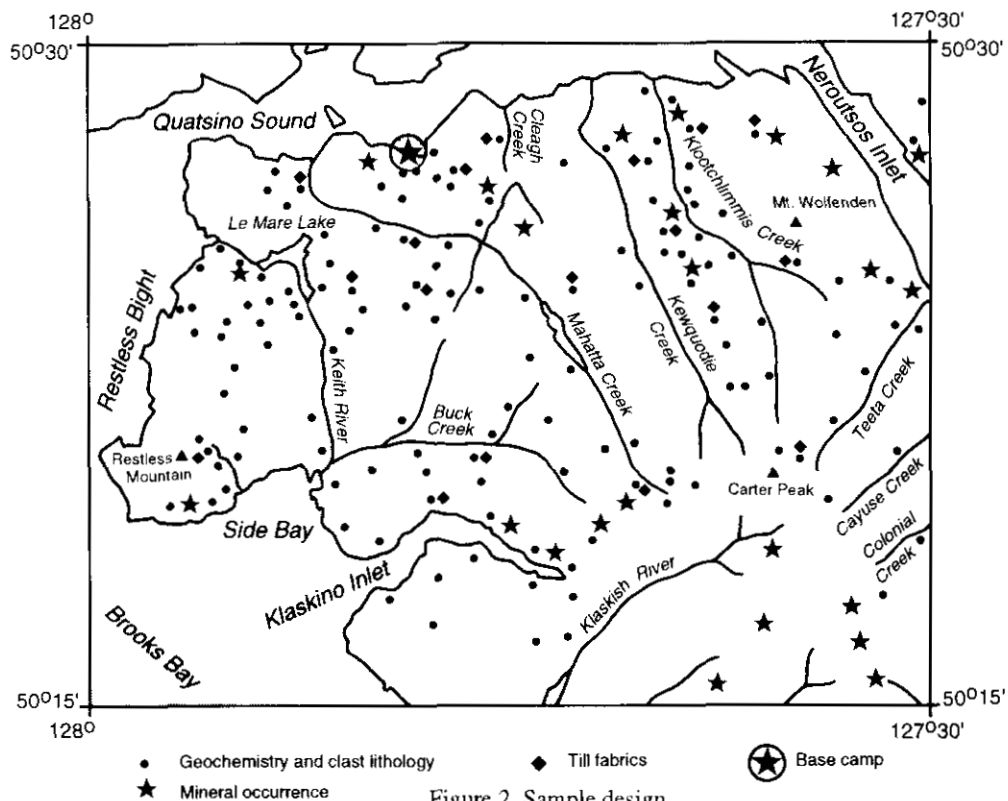 128°
127°30'
50°30'
50°30'
Neroutsos Inlet
Quatsino Sound
Cleagh
Creek
Klootchlimmis Creek
Mt. Wolfenden
Le Mare Lake
Restless Bight
Keith River
Mahatta Creek
Kewquodie
Creek
Teeta Creek
Buck
Creek
Restless
Mountain
Carter Peak
Cayuse Creek
Colonial
Creek
Side Bay
Klaskino Inlet
Klaskish River
Brooks Bay
50°15'
50°15'
128°
127°30'
Geochemistry and clast lithology
Till fabrics
Base camp
Mineral occurrence
Figure 2. Sample design